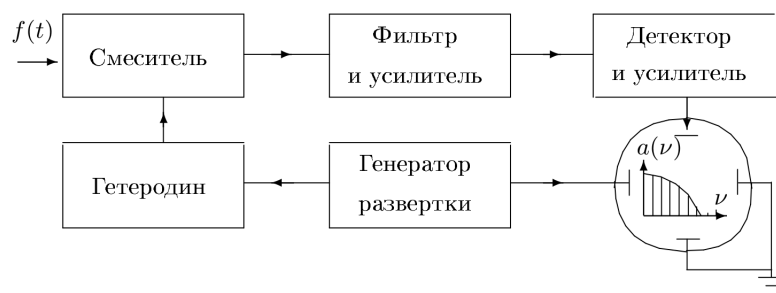 f(t)
Смеситель
Фильтр
и усилитель
Детектор
и усилитель
Гетеродин
Генератор
развертки
a(ν)
ν